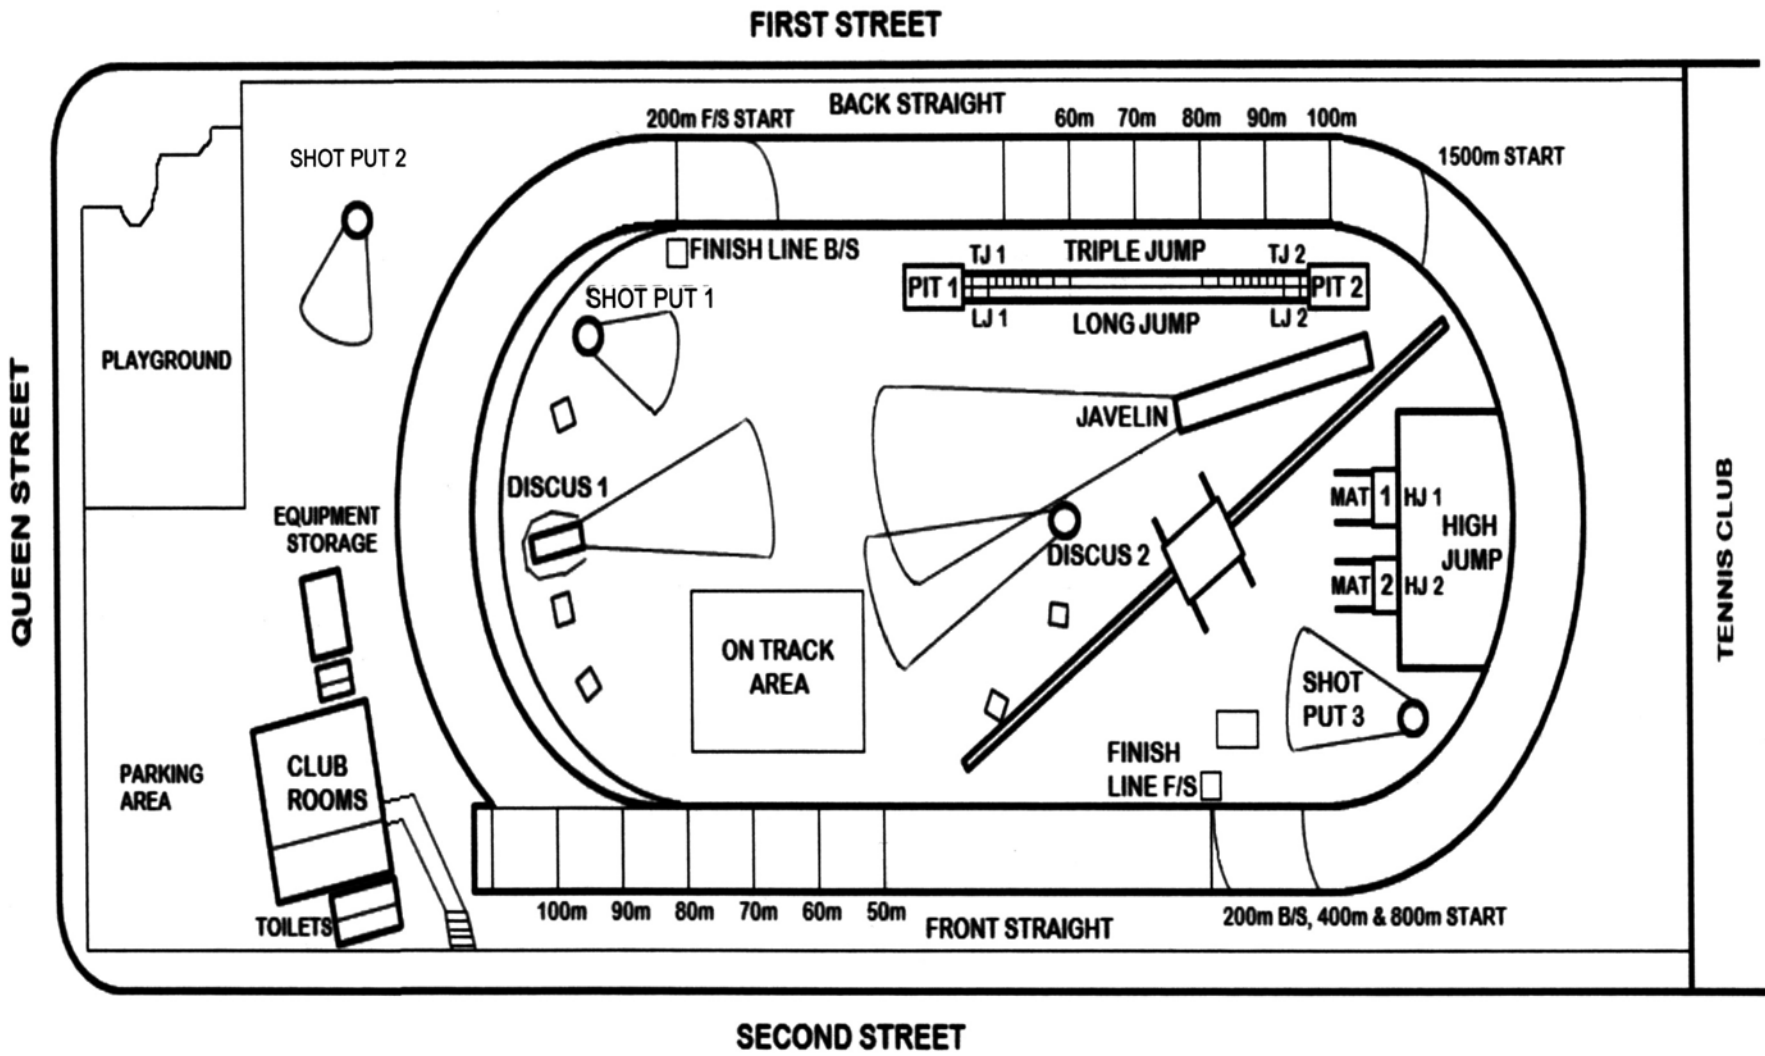 FIRST STREET
BACK STRAIGHT
200m F/S START
60m 70m 80m 90m 100m
1500m START
SHOT PUT 2
FINISH LINE B/S
TJ 1 TRIPLE JUMP TJ 2
PIT 1 PIT 2
LJ 1 LONG JUMP LJ 2
SHOT PUT 1
PLAYGROUND
JAVELIN
QUEEN STREET
DISCUS 1
MAT 1 HJ 1
EQUIPMENT
STORAGE
HIGH
JUMP
DISCUS 2
MAT 2 HJ 2
TENNIS CLUB
ON TRACK
AREA
SHOT
PUT 3
FINISH
LINE F/S
PARKING
AREA
CLUB
ROOMS
TOILETS
100m 90m 80m 70m 60m 50m
FRONT STRAIGHT
200m B/S, 400m & 800m START
SECOND STREET